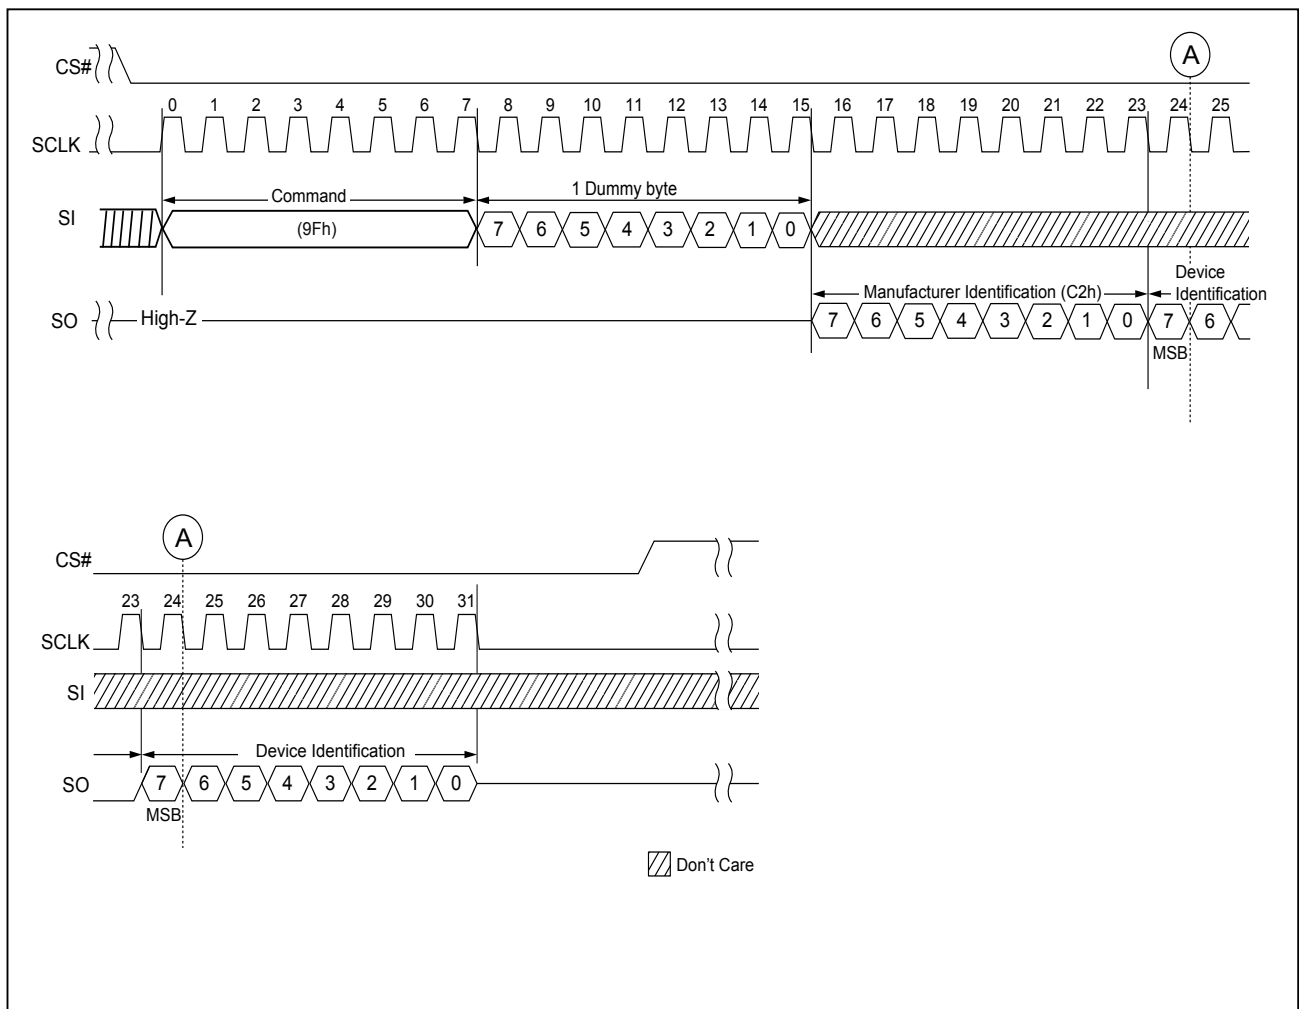 A
CS#
0 1 2 3 4 5 6 7 8 9 10 11 12 13 14 15 16 17 18 19 20 21 22 23 24 25
SCLK
Command
1 Dummy byte
SI
(9Fh)
7 6 5 4 3 2 1 0
Device
Manufacturer Identification (C2h)
Identification
SO
High-Z
7 6 5 4 3 2 1 0 7 6
MSB
A
CS#
23 24 25 26 27 28 29 30 31
SCLK
SI
Device Identification
SO
7 6 5 4 3 2 1 0
MSB
Don't Care